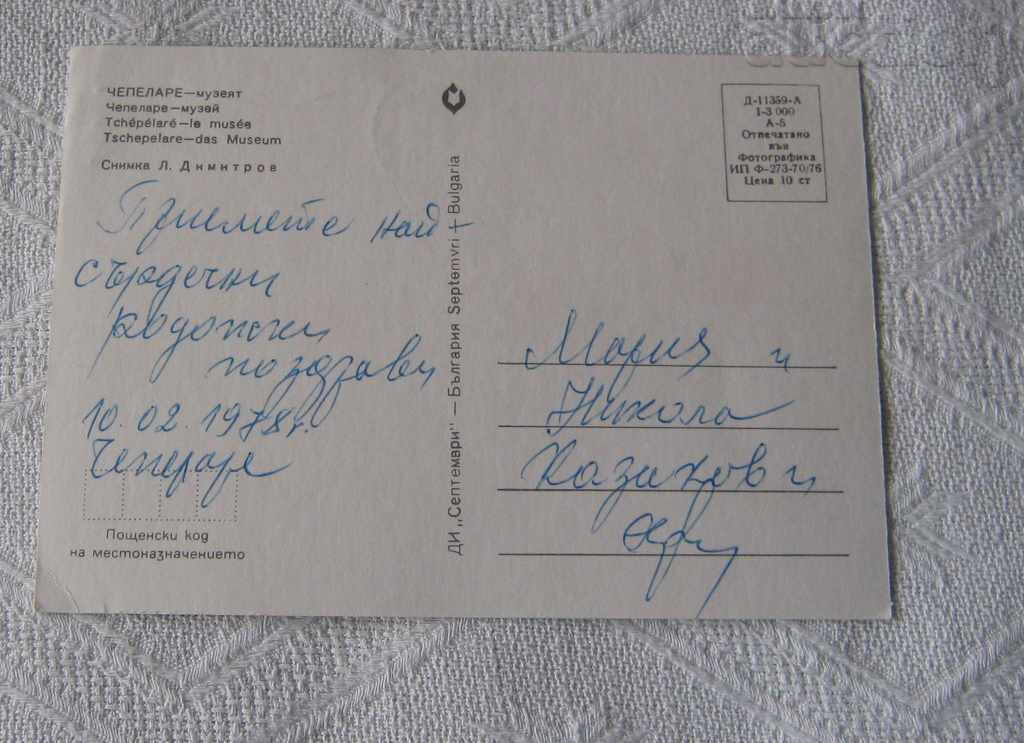 ЧЕПЕЛАРЕ—музеят
Чепеларе—музей
Tchépélaré—le musée
Tschepelare—das Museum
Снимка Л. Димитров
Приемете най-
сърдечни
родопски
поздрави
10.02.1978г.
Чепеларе
Пощенски код
на местоназначението
ДИ „Септември" — България Septemvri — Bulgaria
Д-11359-А
1-3 000
А-5
Отпечатано
във
Фотографика
ИП Ф-273-70/76
Цена 10 ст
Мария и
Никола
Казакови